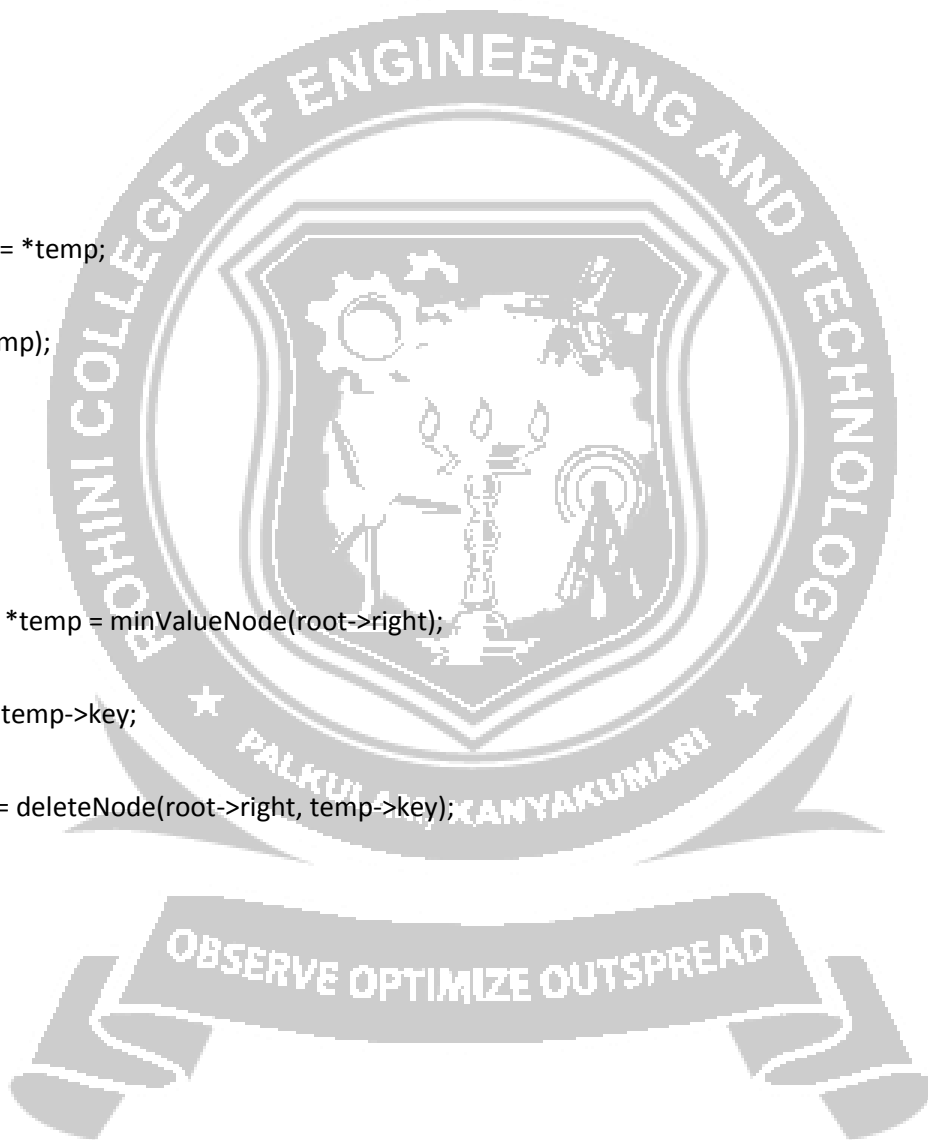 ROHINI COLLEGE OF ENGINEERING AND TECHNOLOGY
= *temp;
mp);
*temp = minValueNode(root->right);
temp->key;
= deleteNode(root->right, temp->key);
PALKULAM, KANYAKUMARI
OBSERVE OPTIMIZE OUTSPREAD